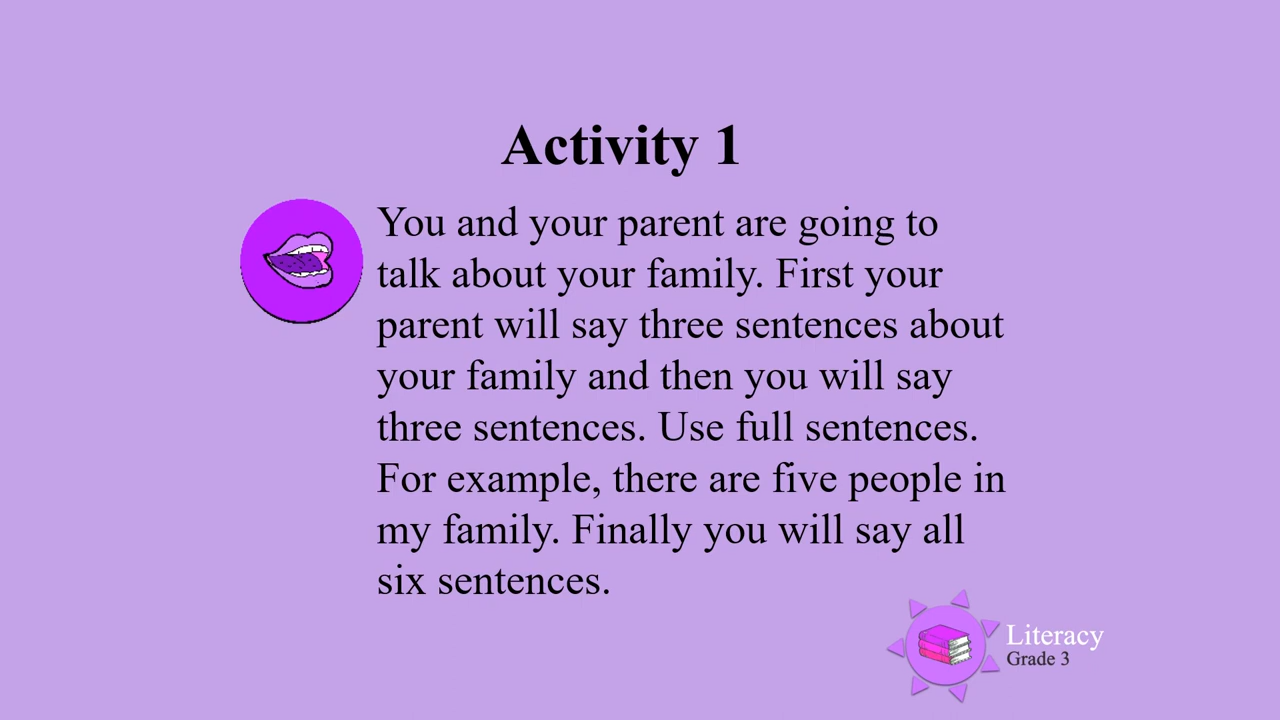 Activity 1
You and your parent are going to
talk about your family. First your
parent will say three sentences about
your family and then you will say
three sentences. Use full sentences.
For example, there are five people in
my family. Finally you will say all
six sentences.
Literacy
Grade 3